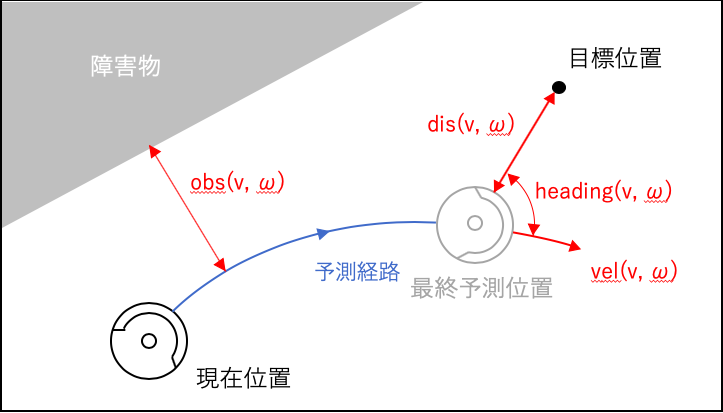 障害物
目標位置
dis(v, ω)
obs(v, ω)
heading(v, ω)
予測経路
vel(v, ω)
最終予測位置
現在位置